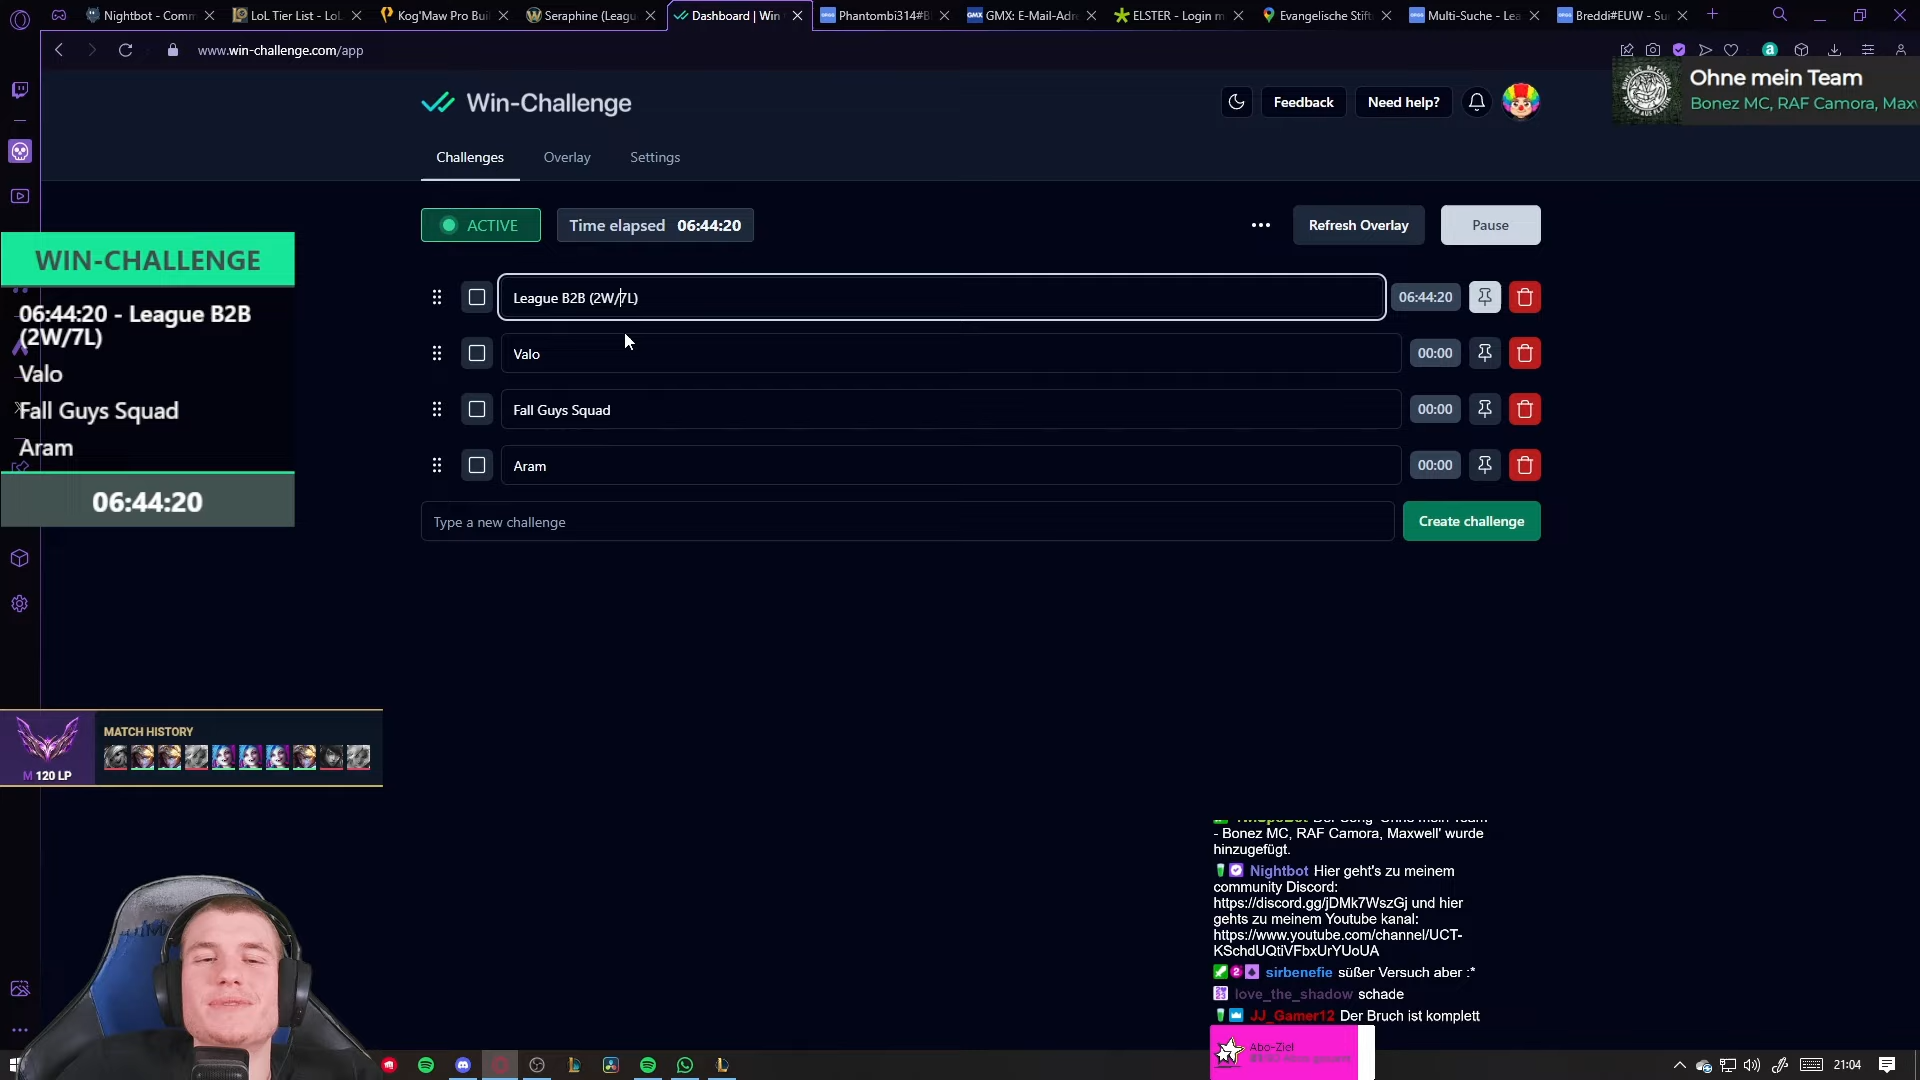 Nightbot - Comm
LoL Tier List - LoL
Kog'Maw Pro Buil
Seraphine (Leagu
Dashboard | Win
Phantombi314#B
GMX: E-Mail-Adr
ELSTER - Login m
Evangelische Stift
Multi-Suche - Lea
Breddi#EUW - Su
www.win-challenge.com/app
Win-Challenge
Feedback
Need help?
Ohne mein Team
Bonez MC, RAF Camora, Max
Challenges
Overlay
Settings
ACTIVE
Time elapsed 06:44:20
Refresh Overlay
Pause
WIN-CHALLENGE
06:44:20 - League B2B
(2W/7L)
Valo
Fall Guys Squad
Aram
06:44:20
League B2B (2W/7L)
06:44:20
Valo
00:00
Fall Guys Squad
00:00
Aram
00:00
Type a new challenge
Create challenge
MATCH HISTORY
M 120 LP
- Bonez MC, RAF Camora, Maxwell' wurde
hinzugefügt.
Nightbot Hier geht's zu meinem
community Discord:
https://discord.gg/jDMk7WszGj und hier
gehts zu meinem Youtube kanal:
https://www.youtube.com/channel/UCT-
KSchdUQtiVFbxUrYUoUA
sirbenefie süßer Versuch aber :*
love_the_shadow schade
JJ_Gamer12 Der Bruch ist komplett
Abo-Ziel
21:04